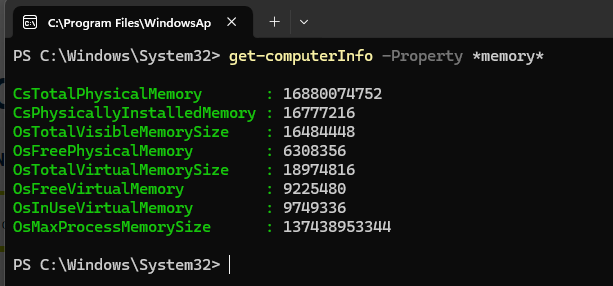 C:\Program Files\WindowsAp
PS C:\Windows\System32> get-computerInfo -Property *memory*
CsTotalPhysicalMemory : 16880074752
CsPhysicallyInstalledMemory : 16777216
OsTotalVisibleMemorySize : 16484448
OsFreePhysicalMemory : 6308356
OsTotalVirtualMemorySize : 18974816
OsFreeVirtualMemory : 9225480
OsInUseVirtualMemory : 9749336
OsMaxProcessMemorySize : 137438953344
PS C:\Windows\System32>